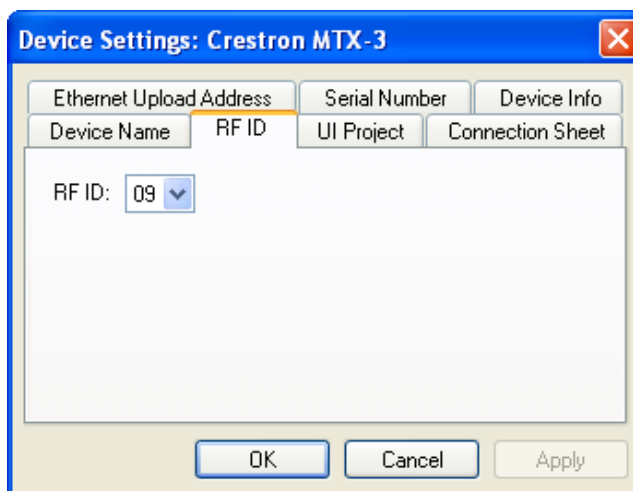 Device Settings: Crestron MTX-3
Ethernet Upload Address Serial Number Device Info
Device Name RF ID UI Project Connection Sheet
RF ID: 09
OK Cancel Apply